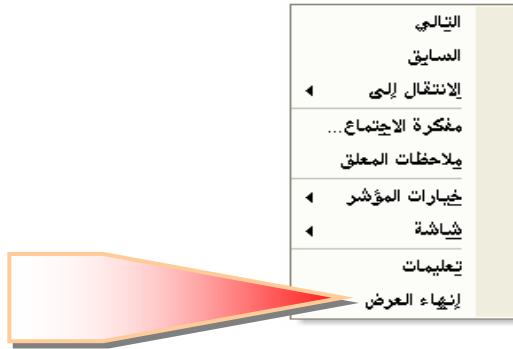 التالي
السابق
الانتقال إلى
مفكرة الاجتماع...
ملاحظات المعلق
خيارات المؤشر
شاشة
تعليمات
إنهاء العرض